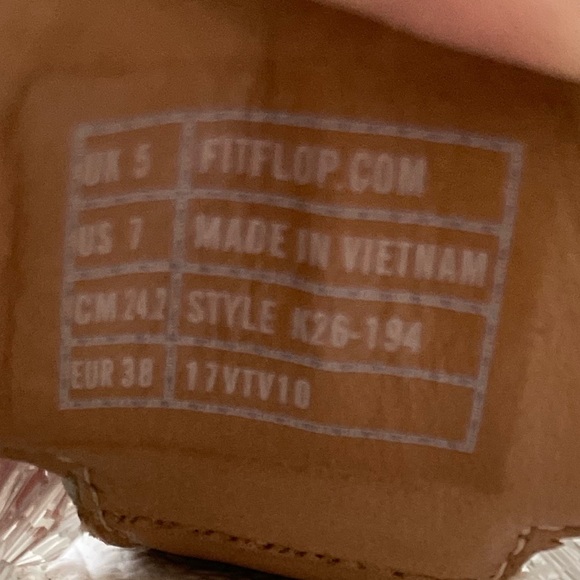 UK 5 FITFLOP.COM
US 7 MADE IN VIETNAM
CM 24.2 STYLE K26-194
EUR 38 17VTV10